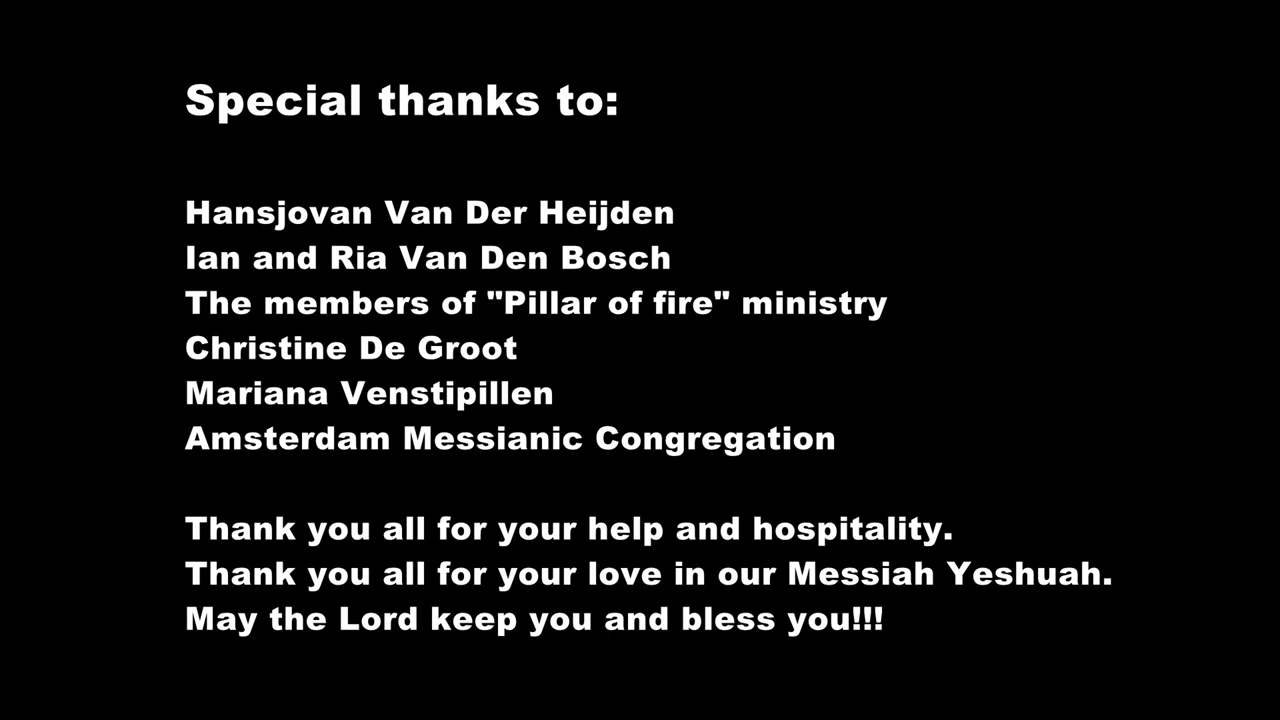 Special thanks to:
Hansjovan Van Der Heijden
Ian and Ria Van Den Bosch
The members of "Pillar of fire" ministry
Christine De Groot
Mariana Venstipillen
Amsterdam Messianic Congregation
Thank you all for your help and hospitality.
Thank you all for your love in our Messiah Yeshuah.
May the Lord keep you and bless you!!!